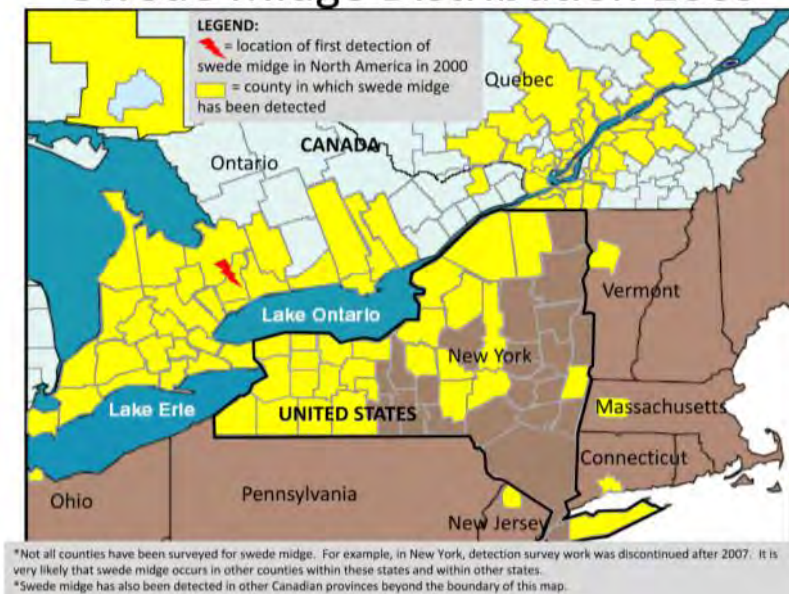 LEGEND:
= location of first detection of
swede midge in North America in 2000
= county in which swede midge
has been detected
Quebec
CANADA
Ontario
Lake Ontario
Vermont
New York
Lake Erie
UNITED STATES
Massachusetts
Connecticut
Ohio
Pennsylvania
New Jersey
*Not all counties have been surveyed for swede midge. For example, in New York, detection survey work was discontinued after 2007. It is
very likely that swede midge occurs in other counties within these states and within other states.
*Swede midge has also been detected in other Canadian provinces beyond the boundary of this map.